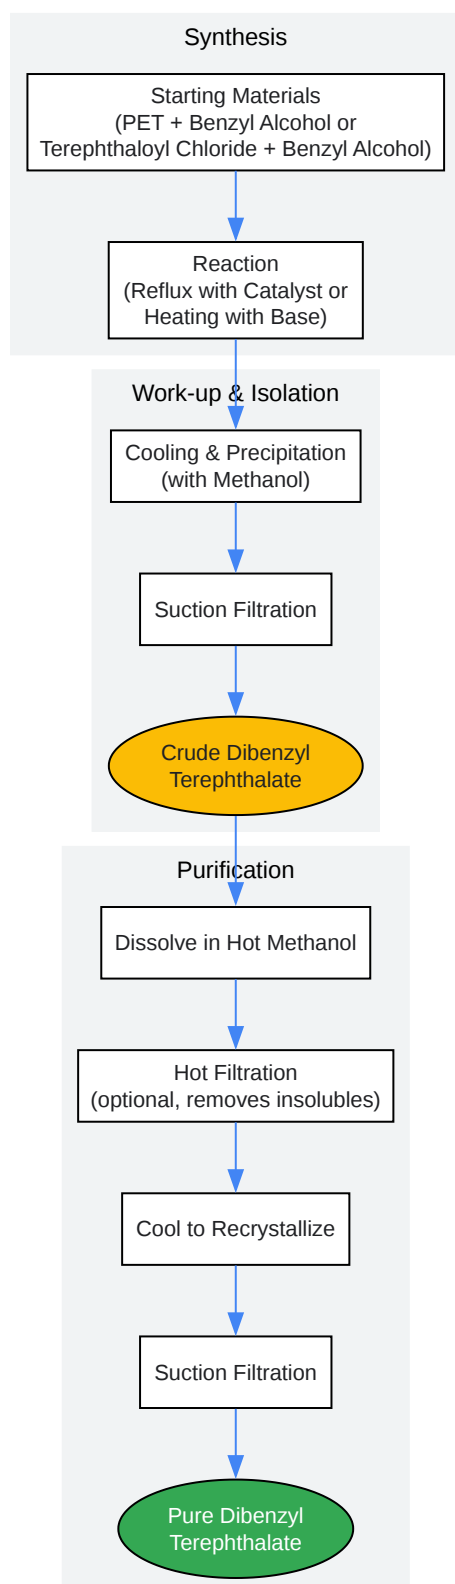 Synthesis
Starting Materials
(PET + Benzyl Alcohol or
Terephthaloyl Chloride + Benzyl Alcohol)
Reaction
(Reflux with Catalyst or
Heating with Base)
Work-up & Isolation
Cooling & Precipitation
(with Methanol)
Suction Filtration
Crude Dibenzyl
Terephthalate
Purification
Dissolve in Hot Methanol
Hot Filtration
(optional, removes insolubles)
Cool to Recrystallize
Suction Filtration
Pure Dibenzyl
Terephthalate